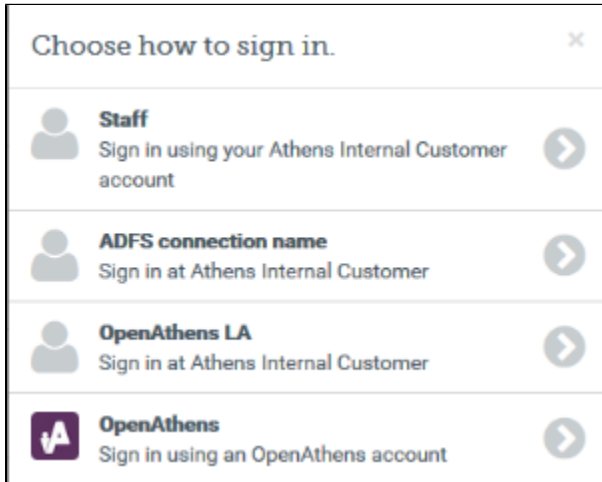 Choose how to sign in.
Staff
Sign in using your Athens Internal Customer
account
ADFS connection name
Sign in at Athens Internal Customer
OpenAthens LA
Sign in at Athens Internal Customer
OpenAthens
Sign in using an OpenAthens account